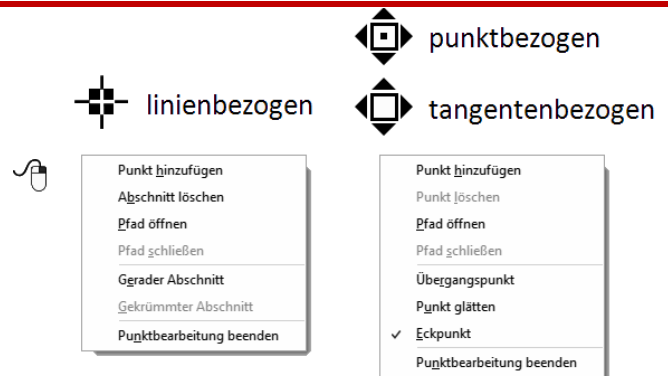 punktbezogen
linienbezogen
tangentenbezogen
Punkt hinzufügen
Abschnitt löschen
Pfad öffnen
Pfad schließen
Gerader Abschnitt
Gekrümmter Abschnitt
Punktbearbeitung beenden
Punkt hinzufügen
Punkt löschen
Pfad öffnen
Pfad schließen
Übergangspunkt
Punkt glätten
Eckpunkt
Punktbearbeitung beenden